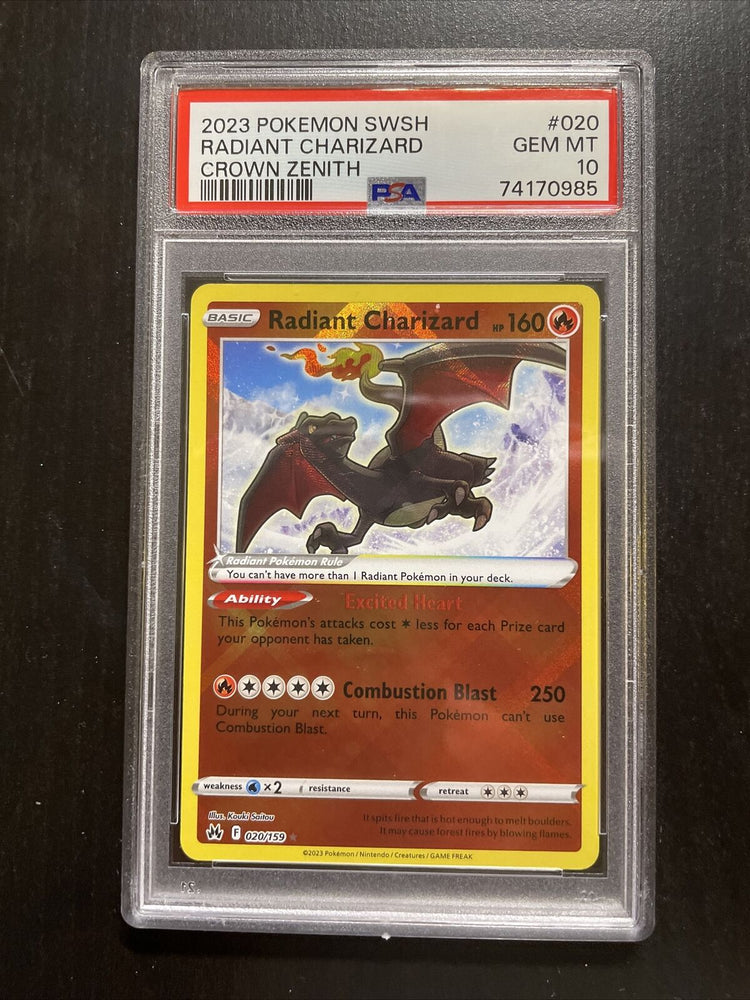 2023 POKEMON SWSH #020
RADIANT CHARIZARD GEM MT
CROWN ZENITH 10
PSA 74170985
BASIC Radiant Charizard HP 160
Radiant Pokémon Rule
You can't have more than 1 Radiant Pokémon in your deck.
Ability Excited Heart
This Pokémon's attacks cost less for each Prize card
your opponent has taken.
Combustion Blast 250
During your next turn, this Pokémon can't use
Combustion Blast.
weakness ×2 resistance retreat
Illus. Kouki Saitou
F 020/159
It spits fire that is hot enough to melt boulders.
It may cause forest fires by blowing flames.
©2023 Pokémon / Nintendo / Creatures / GAME FREAK